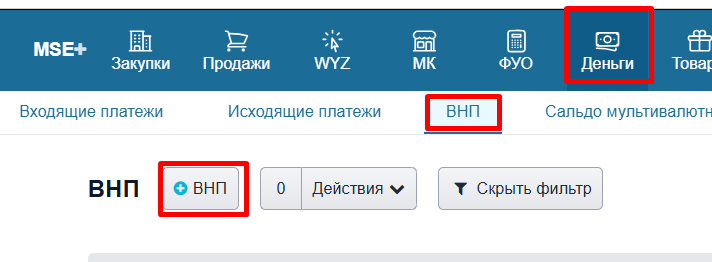 MSE+ Закупки Продажи WYZ МК ФУО Деньги Товар
Входящие платежи Исходящие платежи ВНП Сальдо мультивалютн
ВНП ВНП 0 Действия Скрыть фильтр